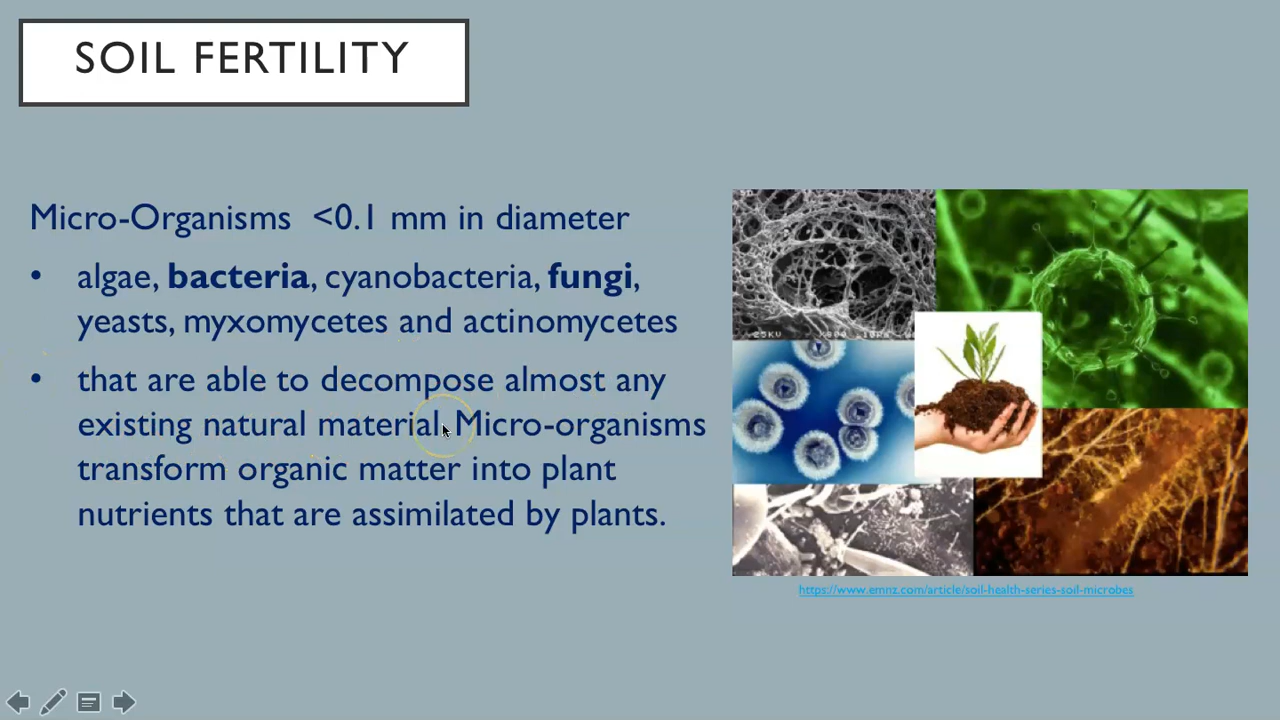 SOIL FERTILITY
Micro-Organisms <0.1 mm in diameter
• algae, bacteria, cyanobacteria, fungi,
yeasts, myxomycetes and actinomycetes
• that are able to decompose almost any
existing natural material. Micro-organisms
transform organic matter into plant
nutrients that are assimilated by plants.
25KU X800
https://www.emnz.com/article/soil-health-series-soil-microbes